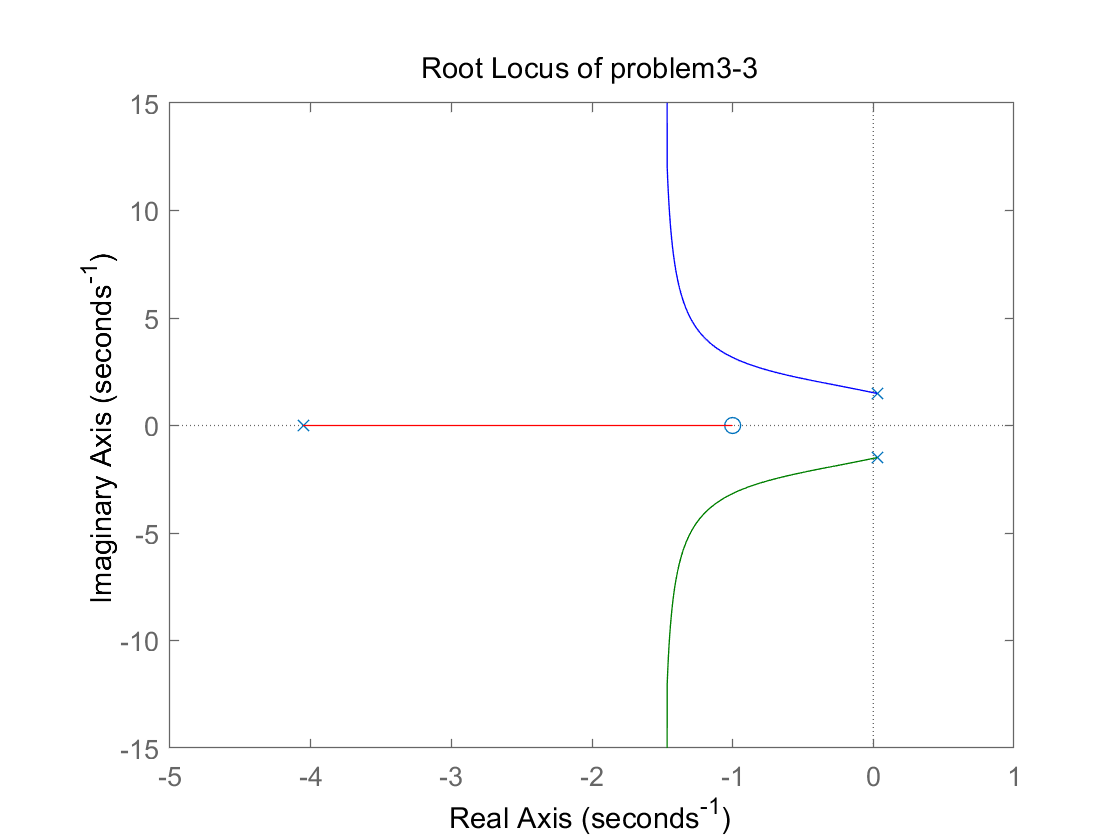 Root Locus of problem3-3
Imaginary Axis (seconds⁻¹)
15
10
5
0
-5
-10
-15
-5 -4 -3 -2 -1 0 1
Real Axis (seconds⁻¹)